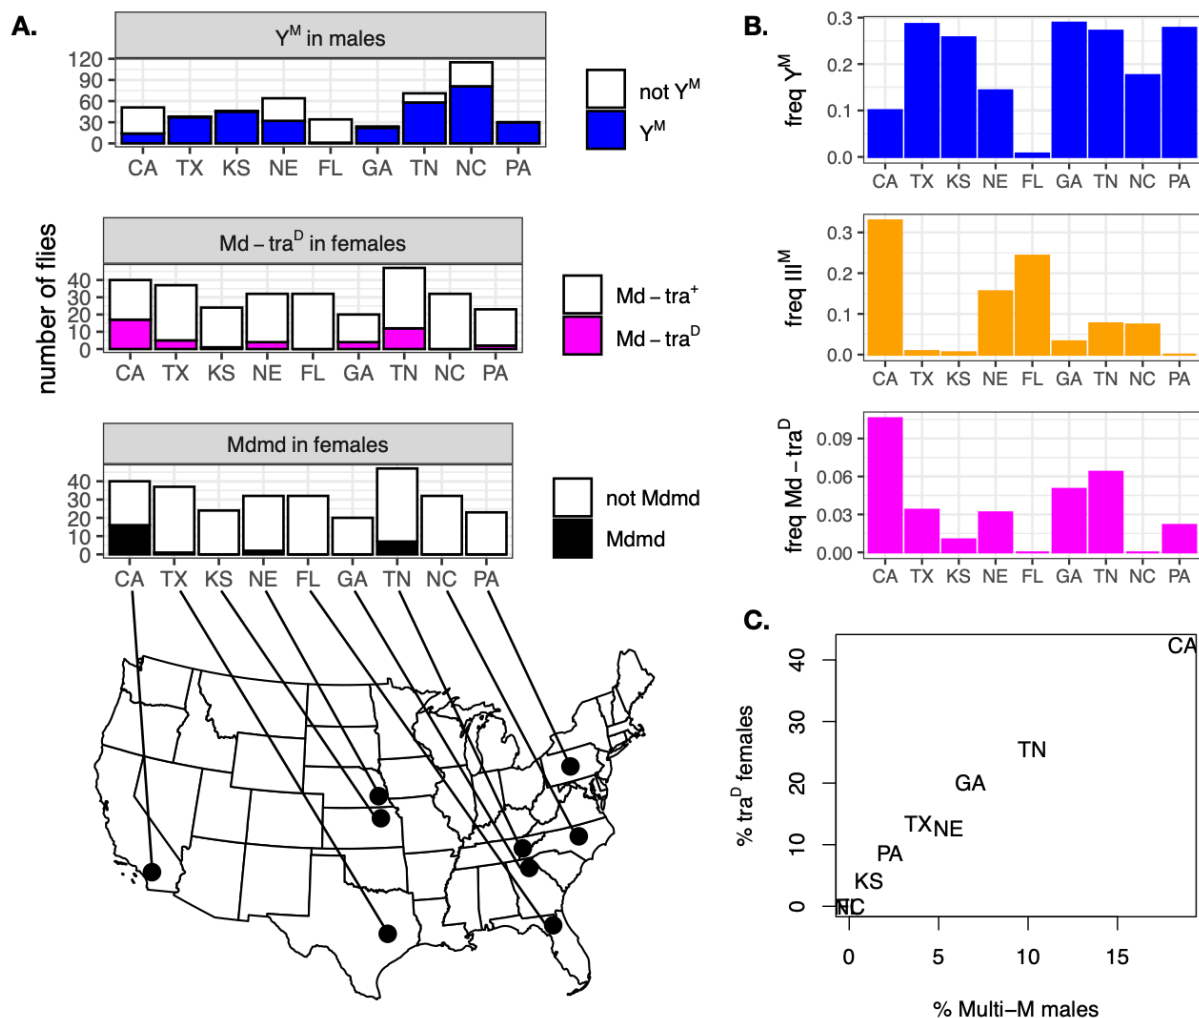 A.
Y^M in males
number of flies
120
90
60
30
0
CA TX KS NE FL GA TN NC PA
not Y^M
Y^M
Md – tra^D in females
40
30
20
10
0
CA TX KS NE FL GA TN NC PA
Md – tra^+
Md – tra^D
Mdmd in females
40
30
20
10
0
CA TX KS NE FL GA TN NC PA
not Mdmd
Mdmd
B.
freq Y^M
0.3
0.2
0.1
0.0
CA TX KS NE FL GA TN NC PA
freq III^M
0.3
0.2
0.1
0.0
CA TX KS NE FL GA TN NC PA
freq Md – tra^D
0.09
0.06
0.03
0.00
CA TX KS NE FL GA TN NC PA
C.
% tra^D females
40
30
20
10
0
CA
TN
GA
TX NE
PA
KS
FL
NC
0 5 10 15
% Multi–M males